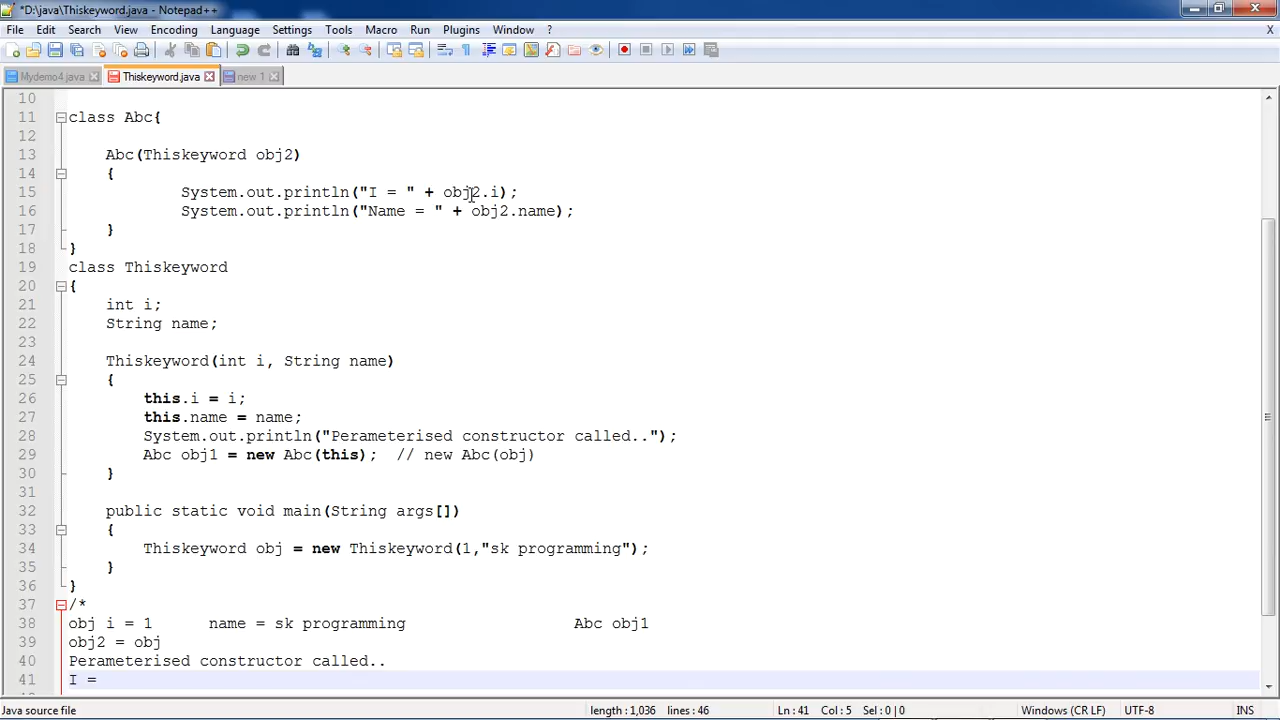 *D:\java\Thiskeyword.java - Notepad++
File Edit Search View Encoding Language Settings Tools Macro Run Plugins Window ? X
Mydemo4.java Thiskeyword.java new 1
10
11 class Abc{
12
13 Abc(Thiskeyword obj2)
14 {
15 System.out.println("I = " + obj2.i);
16 System.out.println("Name = " + obj2.name);
17 }
18 }
19 class Thiskeyword
20 {
21 int i;
22 String name;
23
24 Thiskeyword(int i, String name)
25 {
26 this.i = i;
27 this.name = name;
28 System.out.println("Perameterised constructor called..");
29 Abc obj1 = new Abc(this); // new Abc(obj)
30 }
31
32 public static void main(String args[])
33 {
34 Thiskeyword obj = new Thiskeyword(1,"sk programming");
35 }
36 }
37 /*
38 obj i = 1 name = sk programming Abc obj1
39 obj2 = obj
40 Perameterised constructor called..
41 I =
Java source file length : 1,036 lines : 46 Ln : 41 Col : 5 Sel : 0 | 0 Windows (CR LF) UTF-8 INS